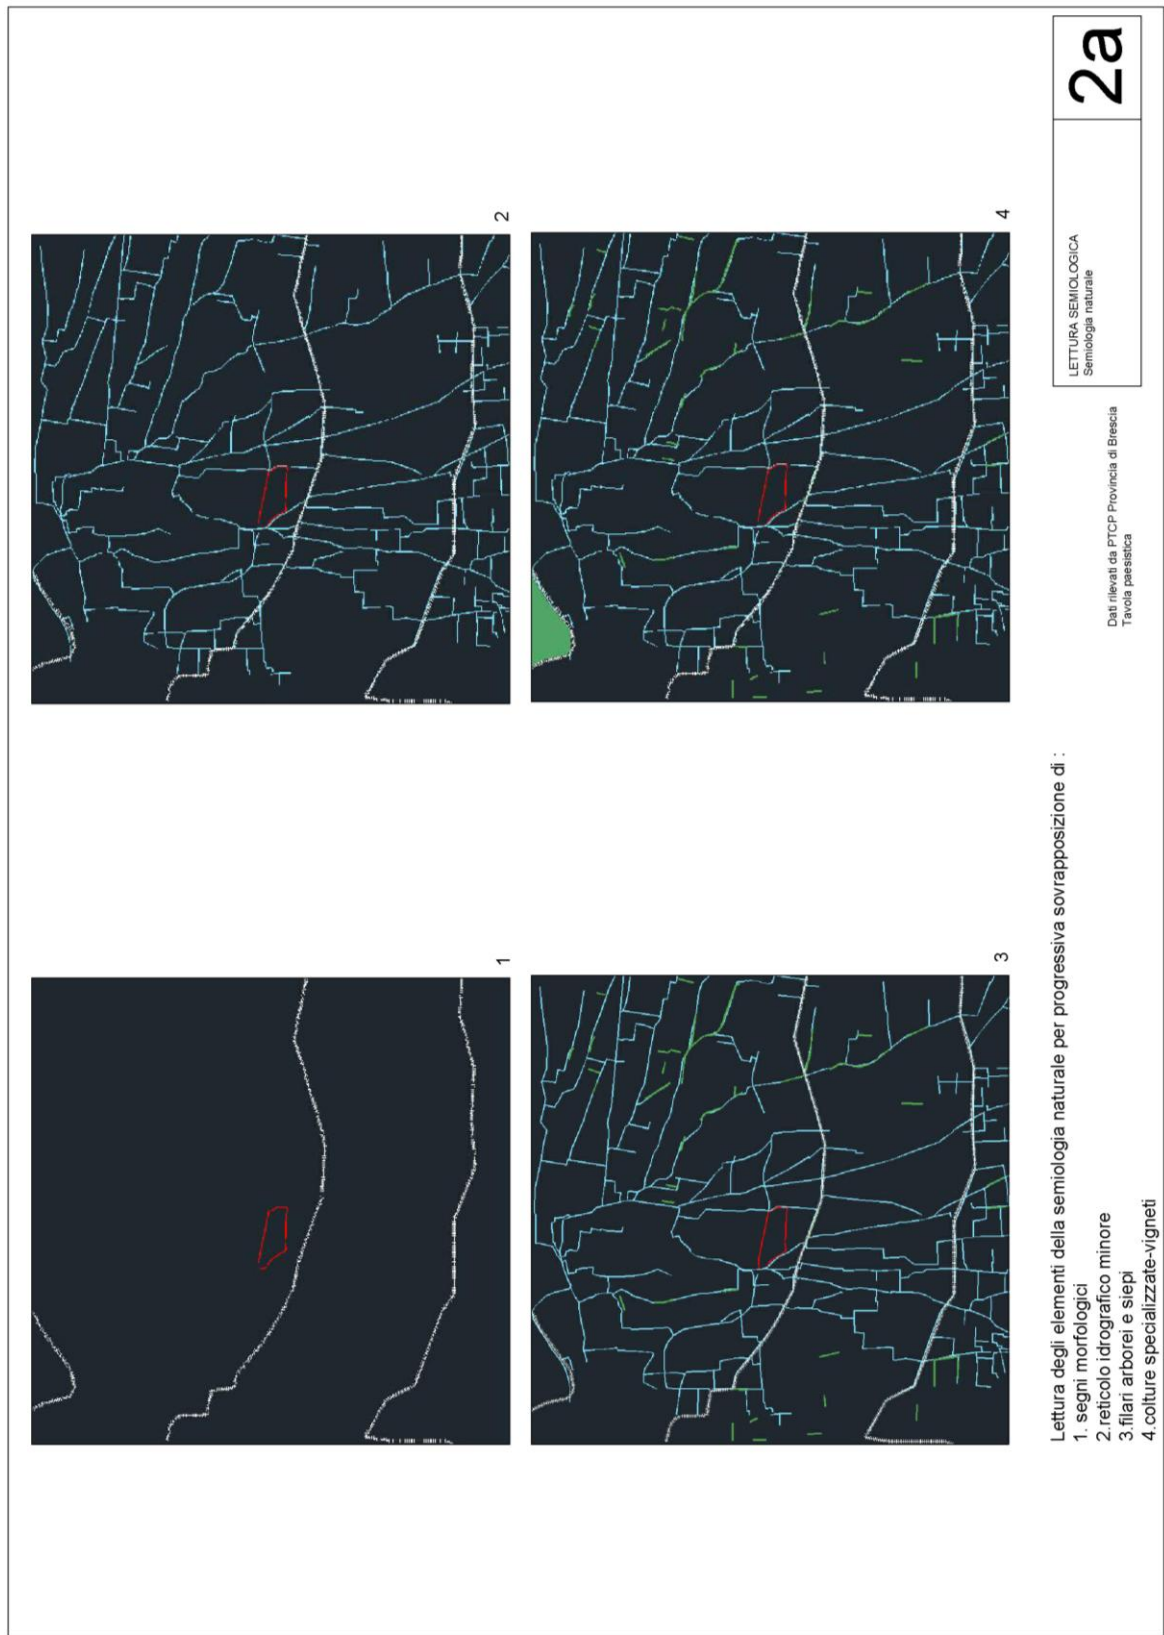 1
2
3
4
Lettura degli elementi della semiologia naturale per progressiva sovrapposizione di :
1. segni morfologici
2.reticolo idrografico minore
3.filari arborei e siepi
4.colture specializzate-vigneti
Dati rilevati da PTCP Provincia di Brescia
Tavola paesistica
LETTURA SEMIOLOGICA
Semiologia naturale
2a